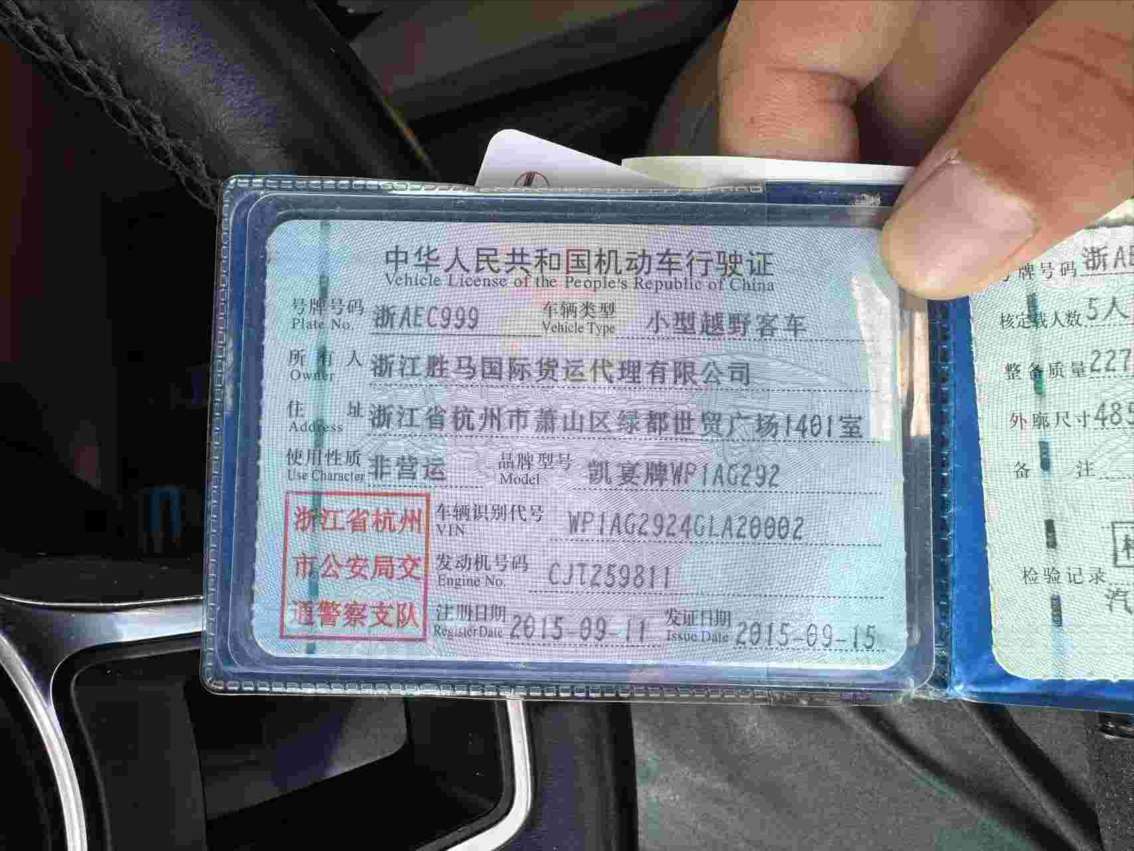 中华人民共和国机动车行驶证
Vehicle License of the People's Republic of China
号牌号码 浙AEC999 车辆类型 小型越野客车
Plate No. Vehicle Type
所有人 浙江胜马国际货运代理有限公司
Owner
住址 浙江省杭州市萧山区绿都世贸广场1401室
Address
使用性质 非营运 品牌型号 凯宴牌WP1AG292
Use Character Model
浙江省杭州
市公安局交
通警察支队
车辆识别代号 WP1AG2924GLA20002
VIN
发动机号码 CJTZ59811
Engine No.
注册日期 2015-09-11 发证日期 2015-09-15
Register Date Issue Date
号牌号码 浙AE
核定载人数 5人
整备质量 227
外廓尺寸 485
备注
检验记录
汽